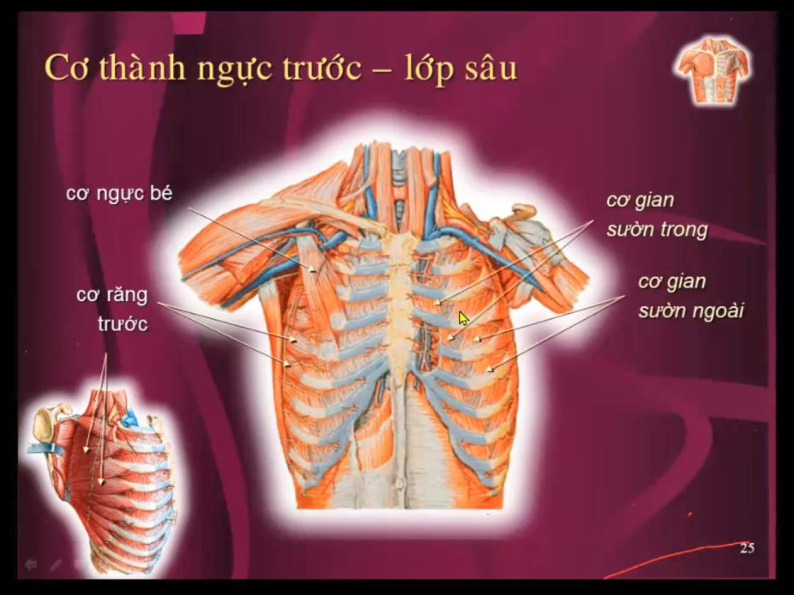 Cơ thành ngực trước – lớp sâu
cơ ngực bé
cơ răng
trước
cơ gian
sườn trong
cơ gian
sườn ngoài
25